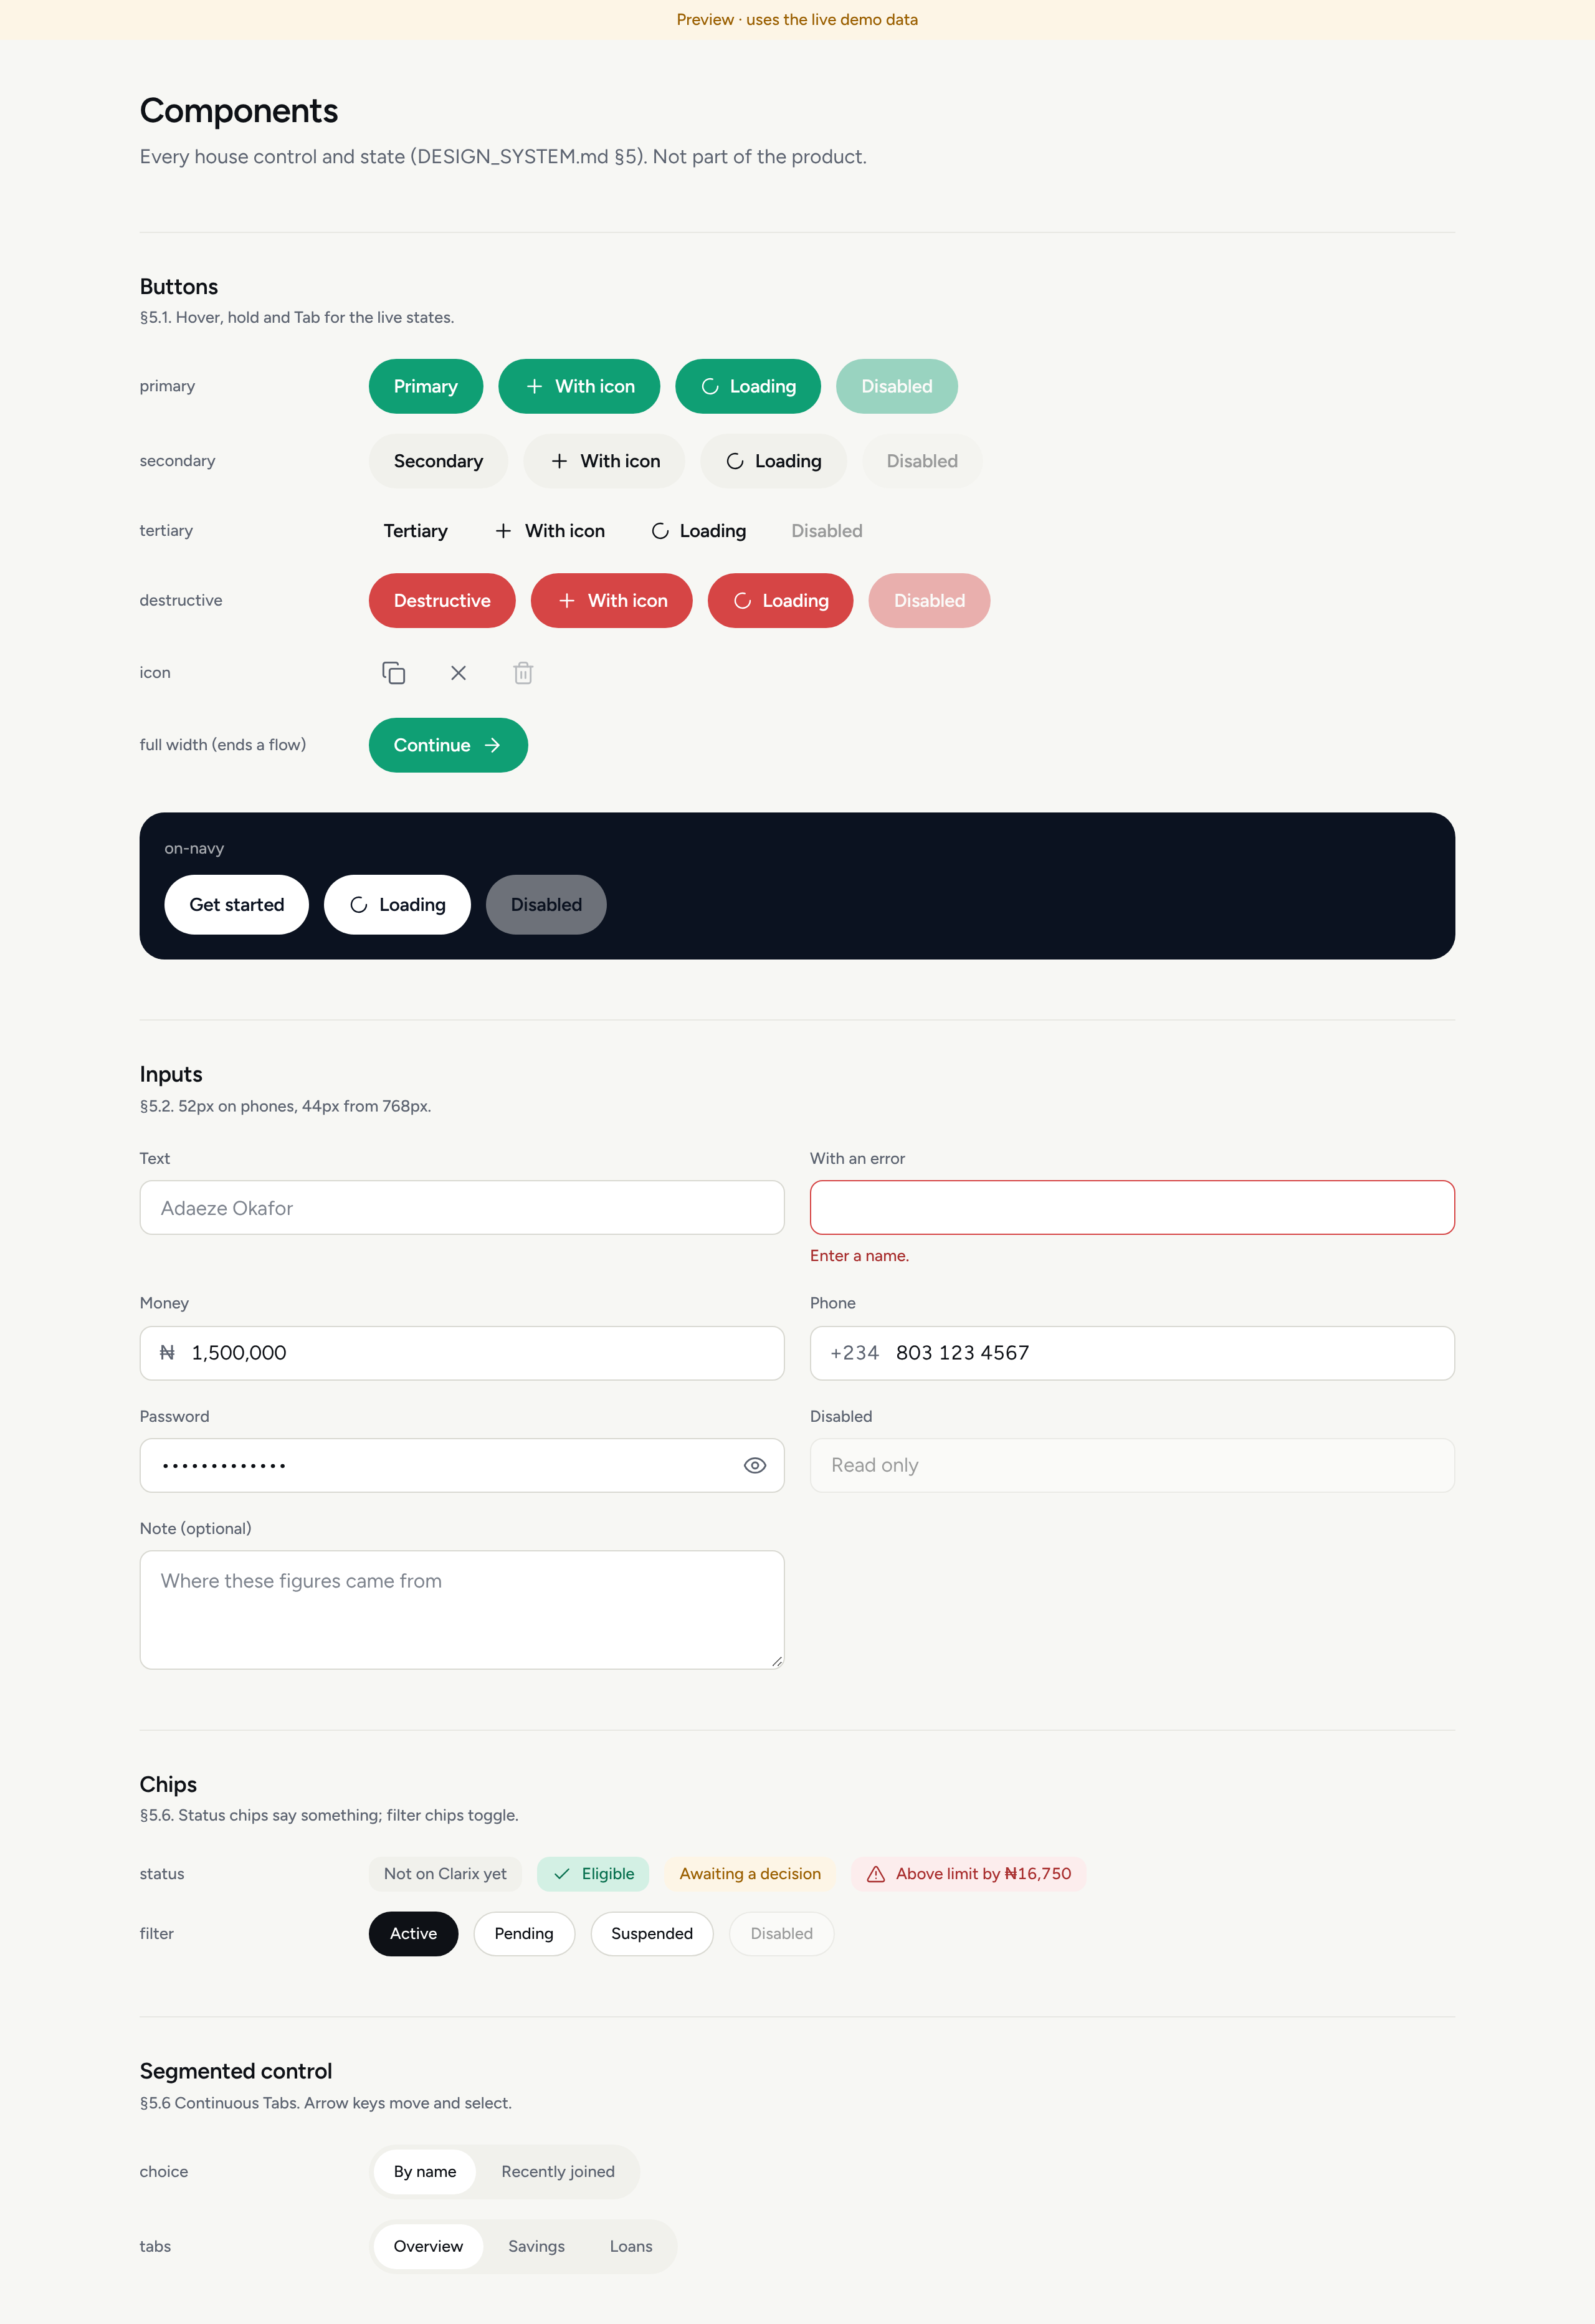 Preview · uses the live demo data
Components
Every house control and state (DESIGN_SYSTEM.md §5). Not part of the product.
Buttons
§5.1. Hover, hold and Tab for the live states.
primary Primary With icon Loading Disabled
secondary Secondary With icon Loading Disabled
tertiary Tertiary With icon Loading Disabled
destructive Destructive With icon Loading Disabled
icon
full width (ends a flow) Continue
on-navy
Get started Loading Disabled
Inputs
§5.2. 52px on phones, 44px from 768px.
Text With an error
Adaeze Okafor
Enter a name.
Money Phone
₦ 1,500,000 +234 803 123 4567
Password Disabled
••••••••••••• Read only
Note (optional)
Where these figures came from
Chips
§5.6. Status chips say something; filter chips toggle.
status Not on Clarix yet Eligible Awaiting a decision Above limit by ₦16,750
filter Active Pending Suspended Disabled
Segmented control
§5.6 Continuous Tabs. Arrow keys move and select.
choice By name Recently joined
tabs Overview Savings Loans